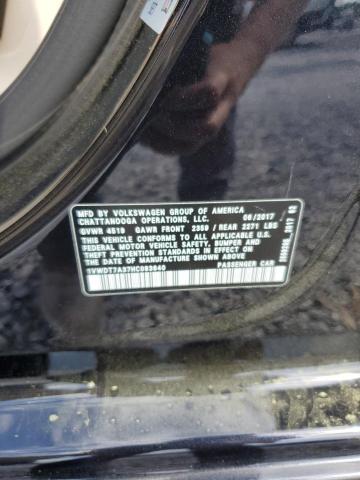 MFD BY VOLKSWAGEN GROUP OF AMERICA
CHATTANOOGA OPERATIONS, LLC. 06/2017
GVWR 4519 GAWR FRONT 2359 / REAR 2271 LBS
THIS VEHICLE CONFORMS TO ALL APPLICABLE U.S.
FEDERAL MOTOR VEHICLE SAFETY, BUMPER AND
THEFT PREVENTION STANDARDS IN EFFECT ON
THE DATE OF MANUFACTURE SHOWN ABOVE.
1VWDT7A37HC083640 PASSENGER CAR